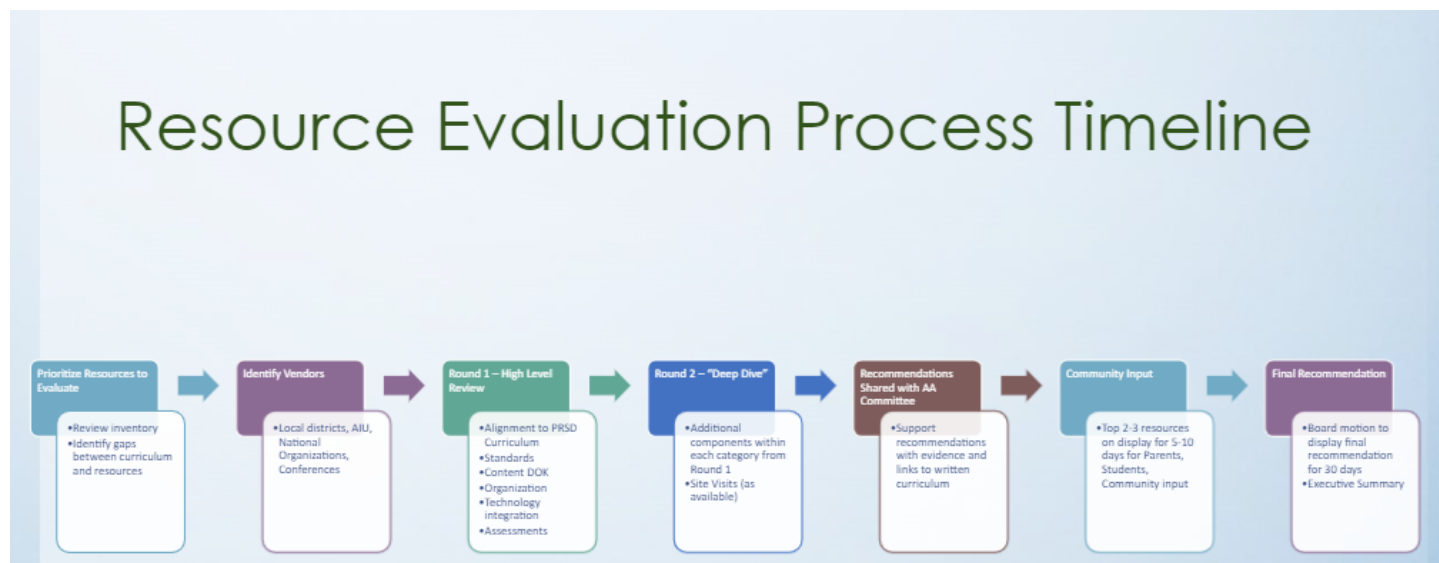 Resource Evaluation Process Timeline
Prioritize Resources to
Evaluate
•Review inventory
•Identify gaps
between curriculum
and resources
Identify Vendors
•Local districts, AIU,
National
Organizations,
Conferences
Round 1 – High Level
Review
•Alignment to PRSD
Curriculum
•Standards
•Content DOK
•Organization
•Technology
integration
•Assessments
Round 2 – "Deep Dive"
•Additional
components within
each category from
Round 1
•Site Visits (as
available)
Recommendations
Shared with AA
Committee
•Support
recommendations
with evidence and
links to written
curriculum
Community Input
•Top 2-3 resources
on display for 5-10
days for Parents,
Students,
Community input
Final Recommendation
•Board motion to
display final
recommendation
for 30 days
•Executive Summary